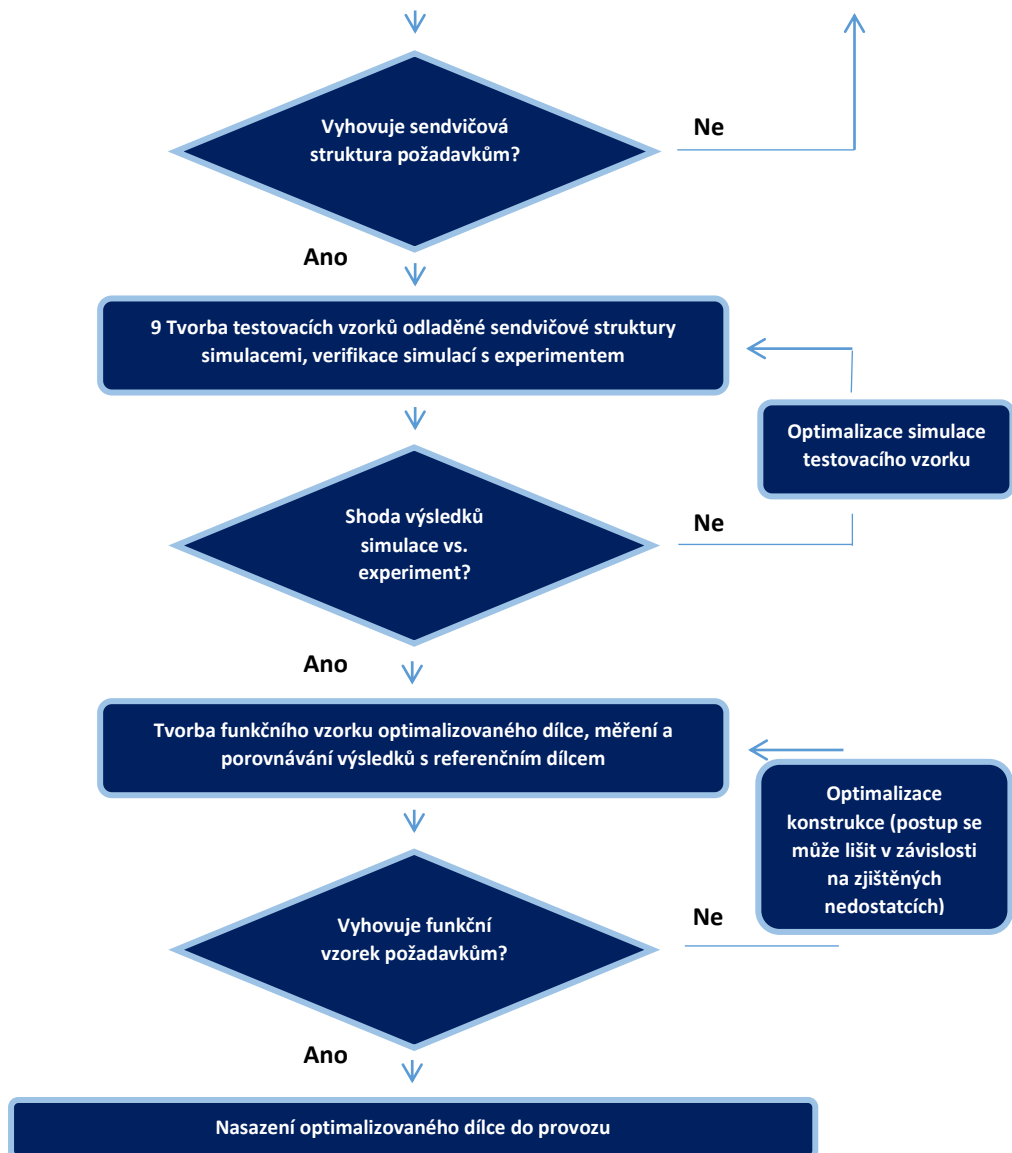 Vyhovuje sendvičová
struktura požadavkům?
Ne
Ano
9 Tvorba testovacích vzorků odladěné sendvičové struktury
simulacemi, verifikace simulací s experimentem
Optimalizace simulace
testovacího vzorku
Shoda výsledků
simulace vs.
experiment?
Ne
Ano
Tvorba funkčního vzorku optimalizovaného dílce, měření a
porovnávání výsledků s referenčním dílcem
Optimalizace
konstrukce (postup se
může lišit v závislosti
na zjištěných
nedostatcích)
Vyhovuje funkční
vzorek požadavkům?
Ne
Ano
Nasazení optimalizovaného dílce do provozu